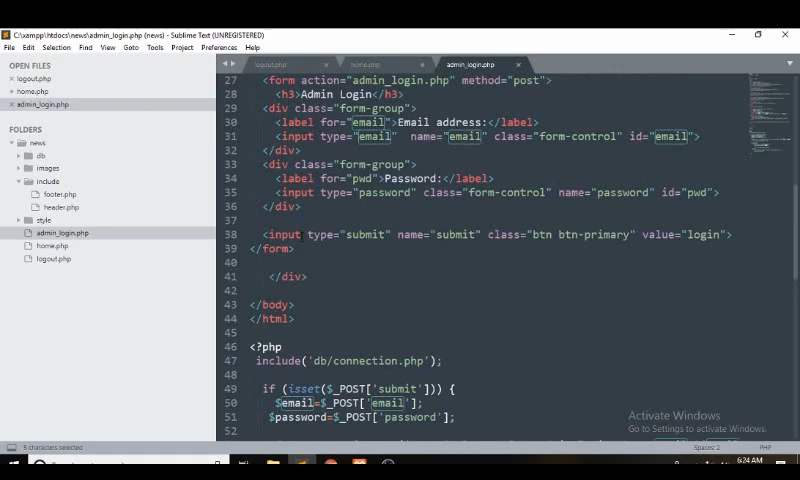 C:\xampp\htdocs\news\admin_login.php (news) - Sublime Text (UNREGISTERED)
File Edit Selection Find View Goto Tools Project Preferences Help
OPEN FILES
logout.php
home.php
admin_login.php
FOLDERS
news
db
images
include
footer.php
header.php
style
admin_login.php
home.php
logout.php
logout.php home.php admin_login.php
27 <form action="admin_login.php" method="post">
28 <h3>Admin Login</h3>
29 <div class="form-group">
30 <label for="email">Email address:</label>
31 <input type="email" name="email" class="form-control" id="email">
32 </div>
33 <div class="form-group">
34 <label for="pwd">Password:</label>
35 <input type="password" class="form-control" name="password" id="pwd">
36 </div>
37
38 <input type="submit" name="submit" class="btn btn-primary" value="login">
39 </form>
40
41 </div>
42
43 </body>
44 </html>
45
46 <?php
47 include('db/connection.php');
48
49 if (isset($_POST['submit'])) {
50 $email=$_POST['email'];
51 $password=$_POST['password'];
52
Activate Windows
Go to Settings to activate Windows.
5 characters selected
Spaces: 2 PHP
6:24 AM